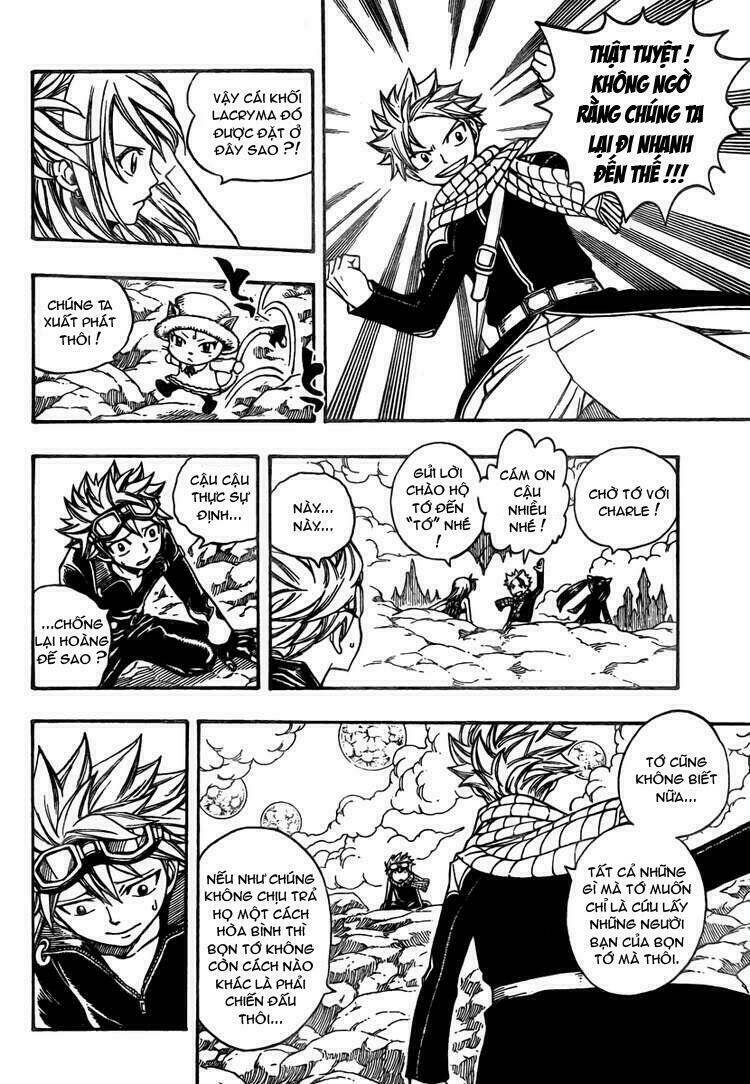 THẬT TUYỆT !
KHÔNG NGỜ
RẰNG CHÚNG TA
LẠI ĐI NHANH
ĐẾN THẾ !!!
VẬY CÁI KHỐI
LACRYMA ĐÓ
ĐƯỢC ĐẶT Ở
ĐÂY SAO ?!
CHÚNG TA
XUẤT PHÁT
THÔI !
CHỜ TỚ VỚI
CHARLE !
CÁM ƠN
CẬU
NHIỀU
NHÉ !
GỬI LỜI
CHÀO HỘ
TỚ ĐẾN
“TỚ” NHÉ
!
NÀY...
NÀY...
CẬU CẬU
THỰC SỰ
ĐỊNH...
...CHỐNG
LẠI HOÀNG
ĐẾ SAO ?
TỚ CŨNG
KHÔNG BIẾT
NỮA...
TẤT CẢ NHỮNG
GÌ MÀ TỚ MUỐN
CHỈ LÀ CỨU LẤY
NHỮNG NGƯỜI
BẠN CỦA BỌN
TỚ MÀ THÔI.
NẾU NHƯ CHÚNG
KHÔNG CHỊU TRẢ
HỌ MỘT CÁCH
HÒA BÌNH THÌ
BỌN TỚ KHÔNG
CÒN CÁCH NÀO
KHÁC LÀ PHẢI
CHIẾN ĐẤU
THÔI...